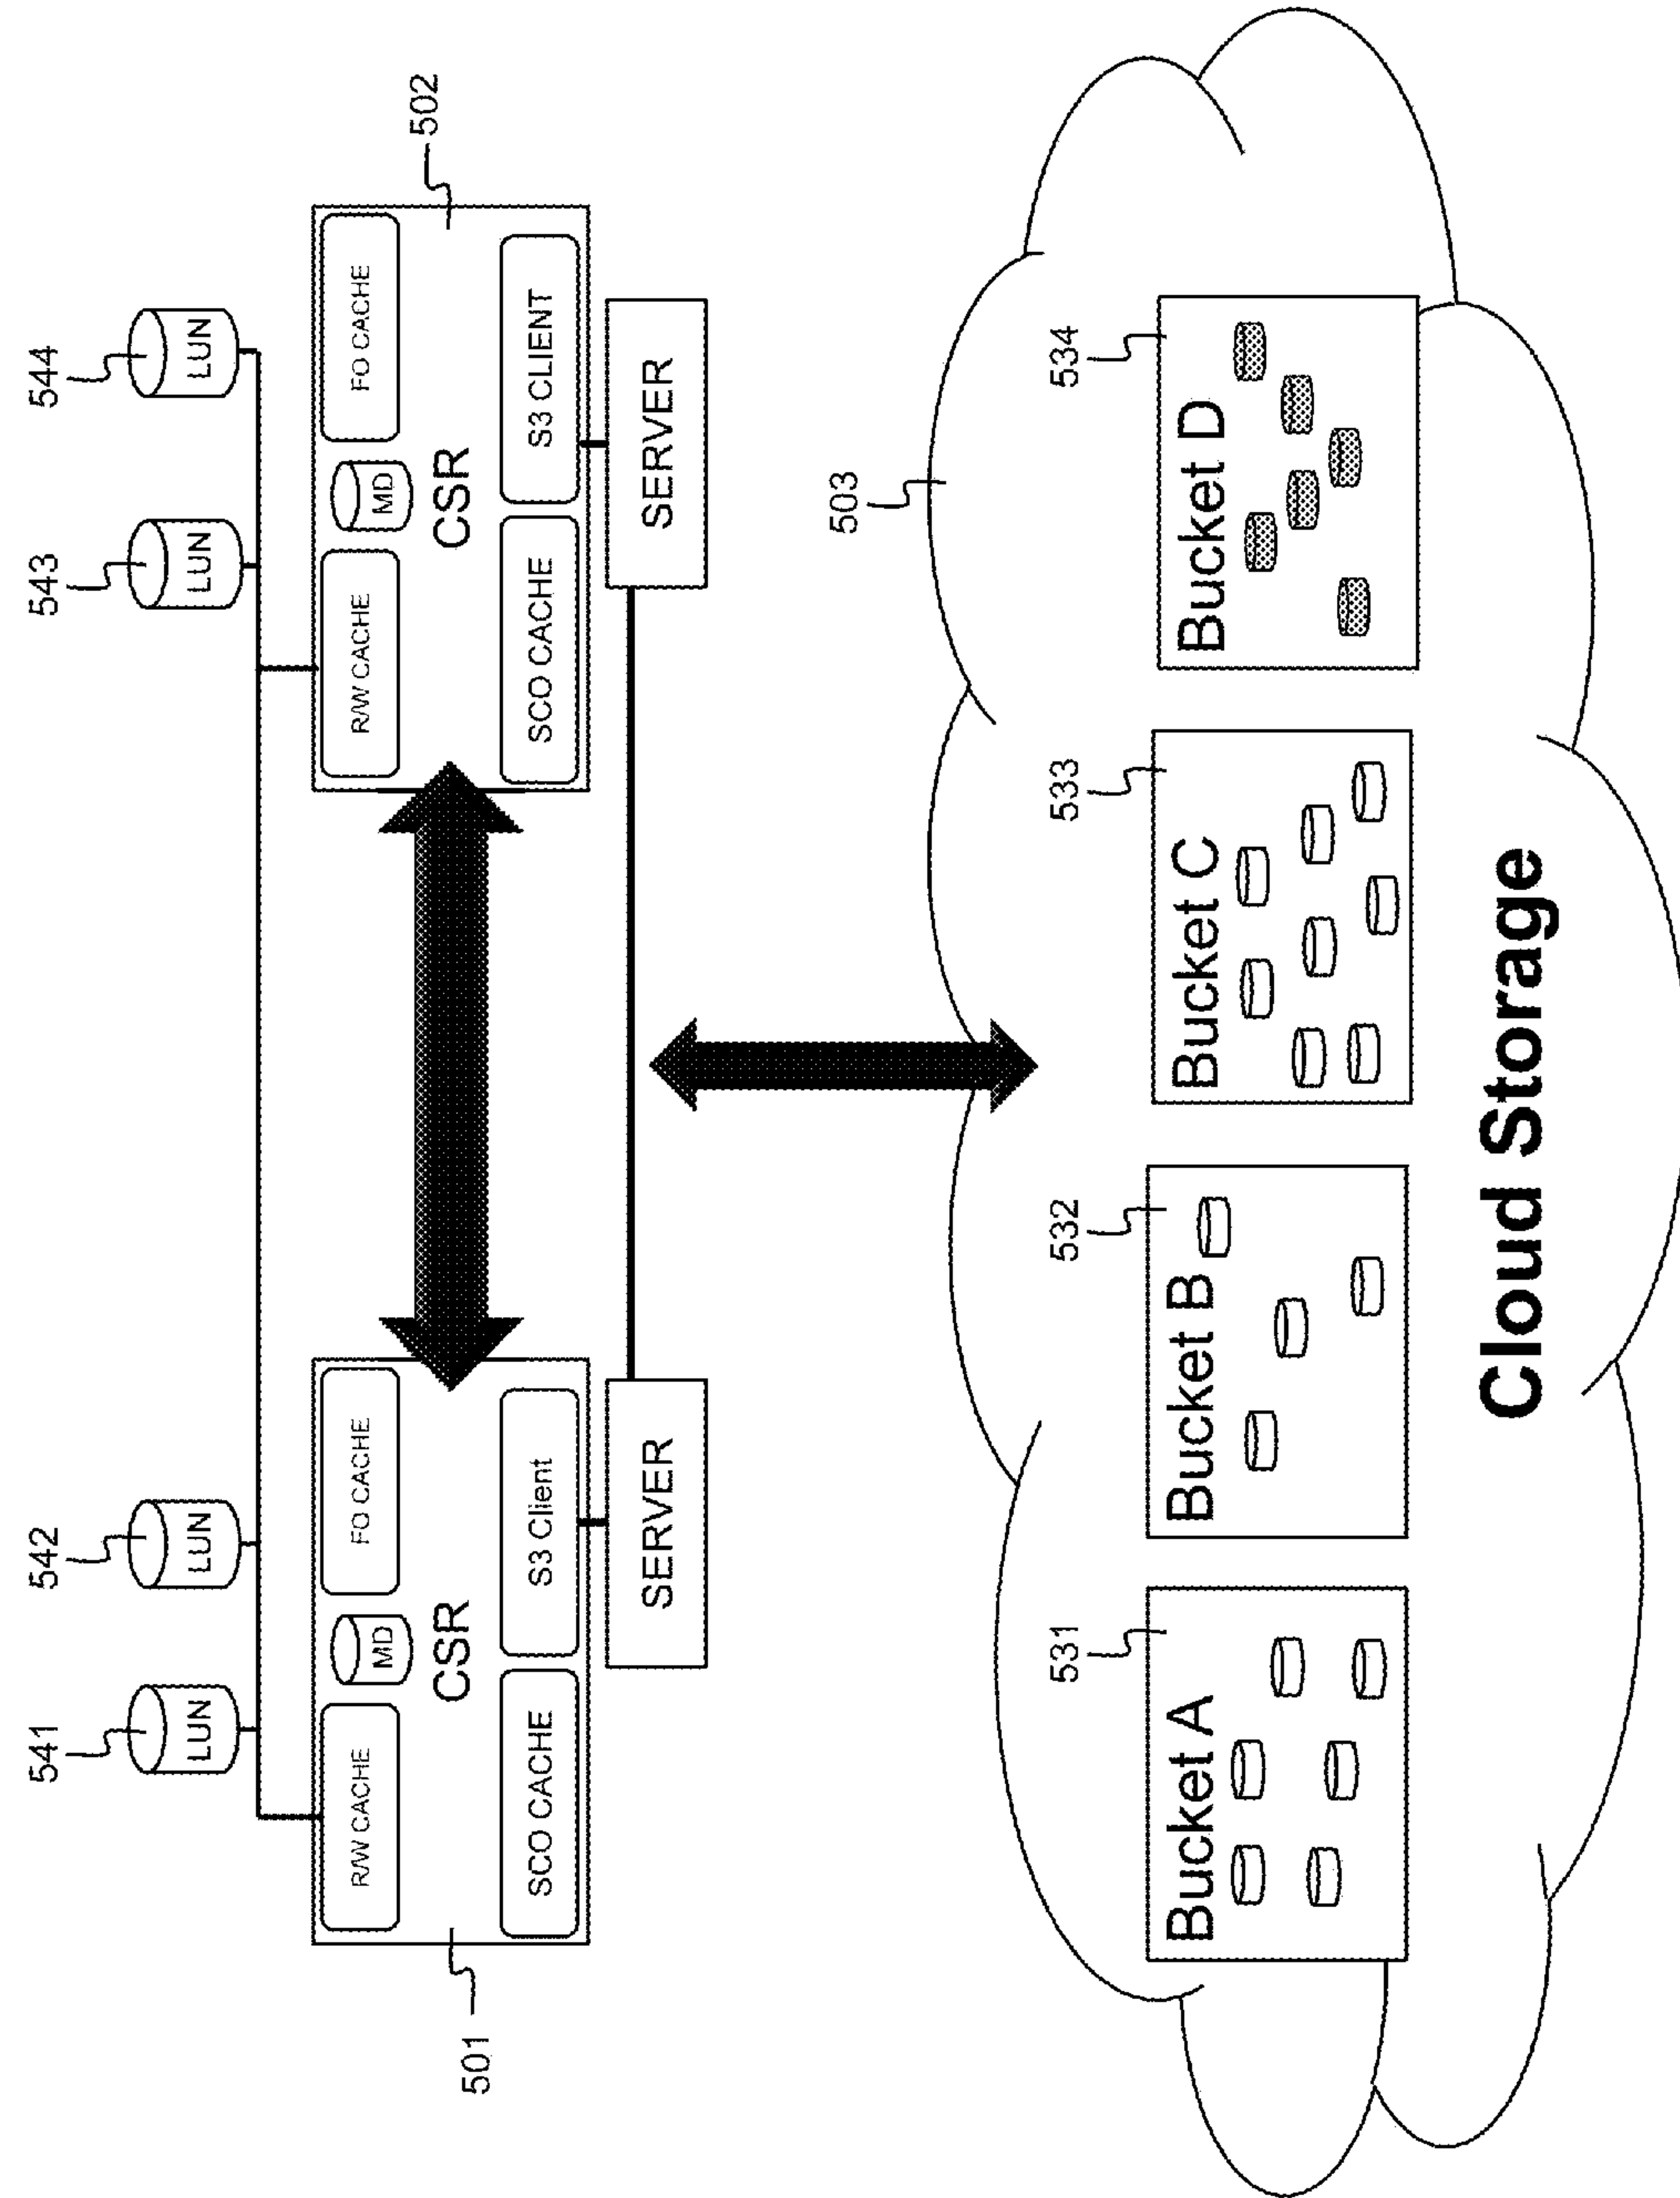 541
542
543
544
LUN
LUN
LUN
LUN
R/W CACHE
MD
FO CACHE
CSR
SCO CACHE
S3 Client
501
R/W CACHE
MD
FO CACHE
CSR
SCO CACHE
S3 CLIENT
502
SERVER
SERVER
503
531
532
533
534
Bucket A
Bucket B
Bucket C
Bucket D
Cloud Storage